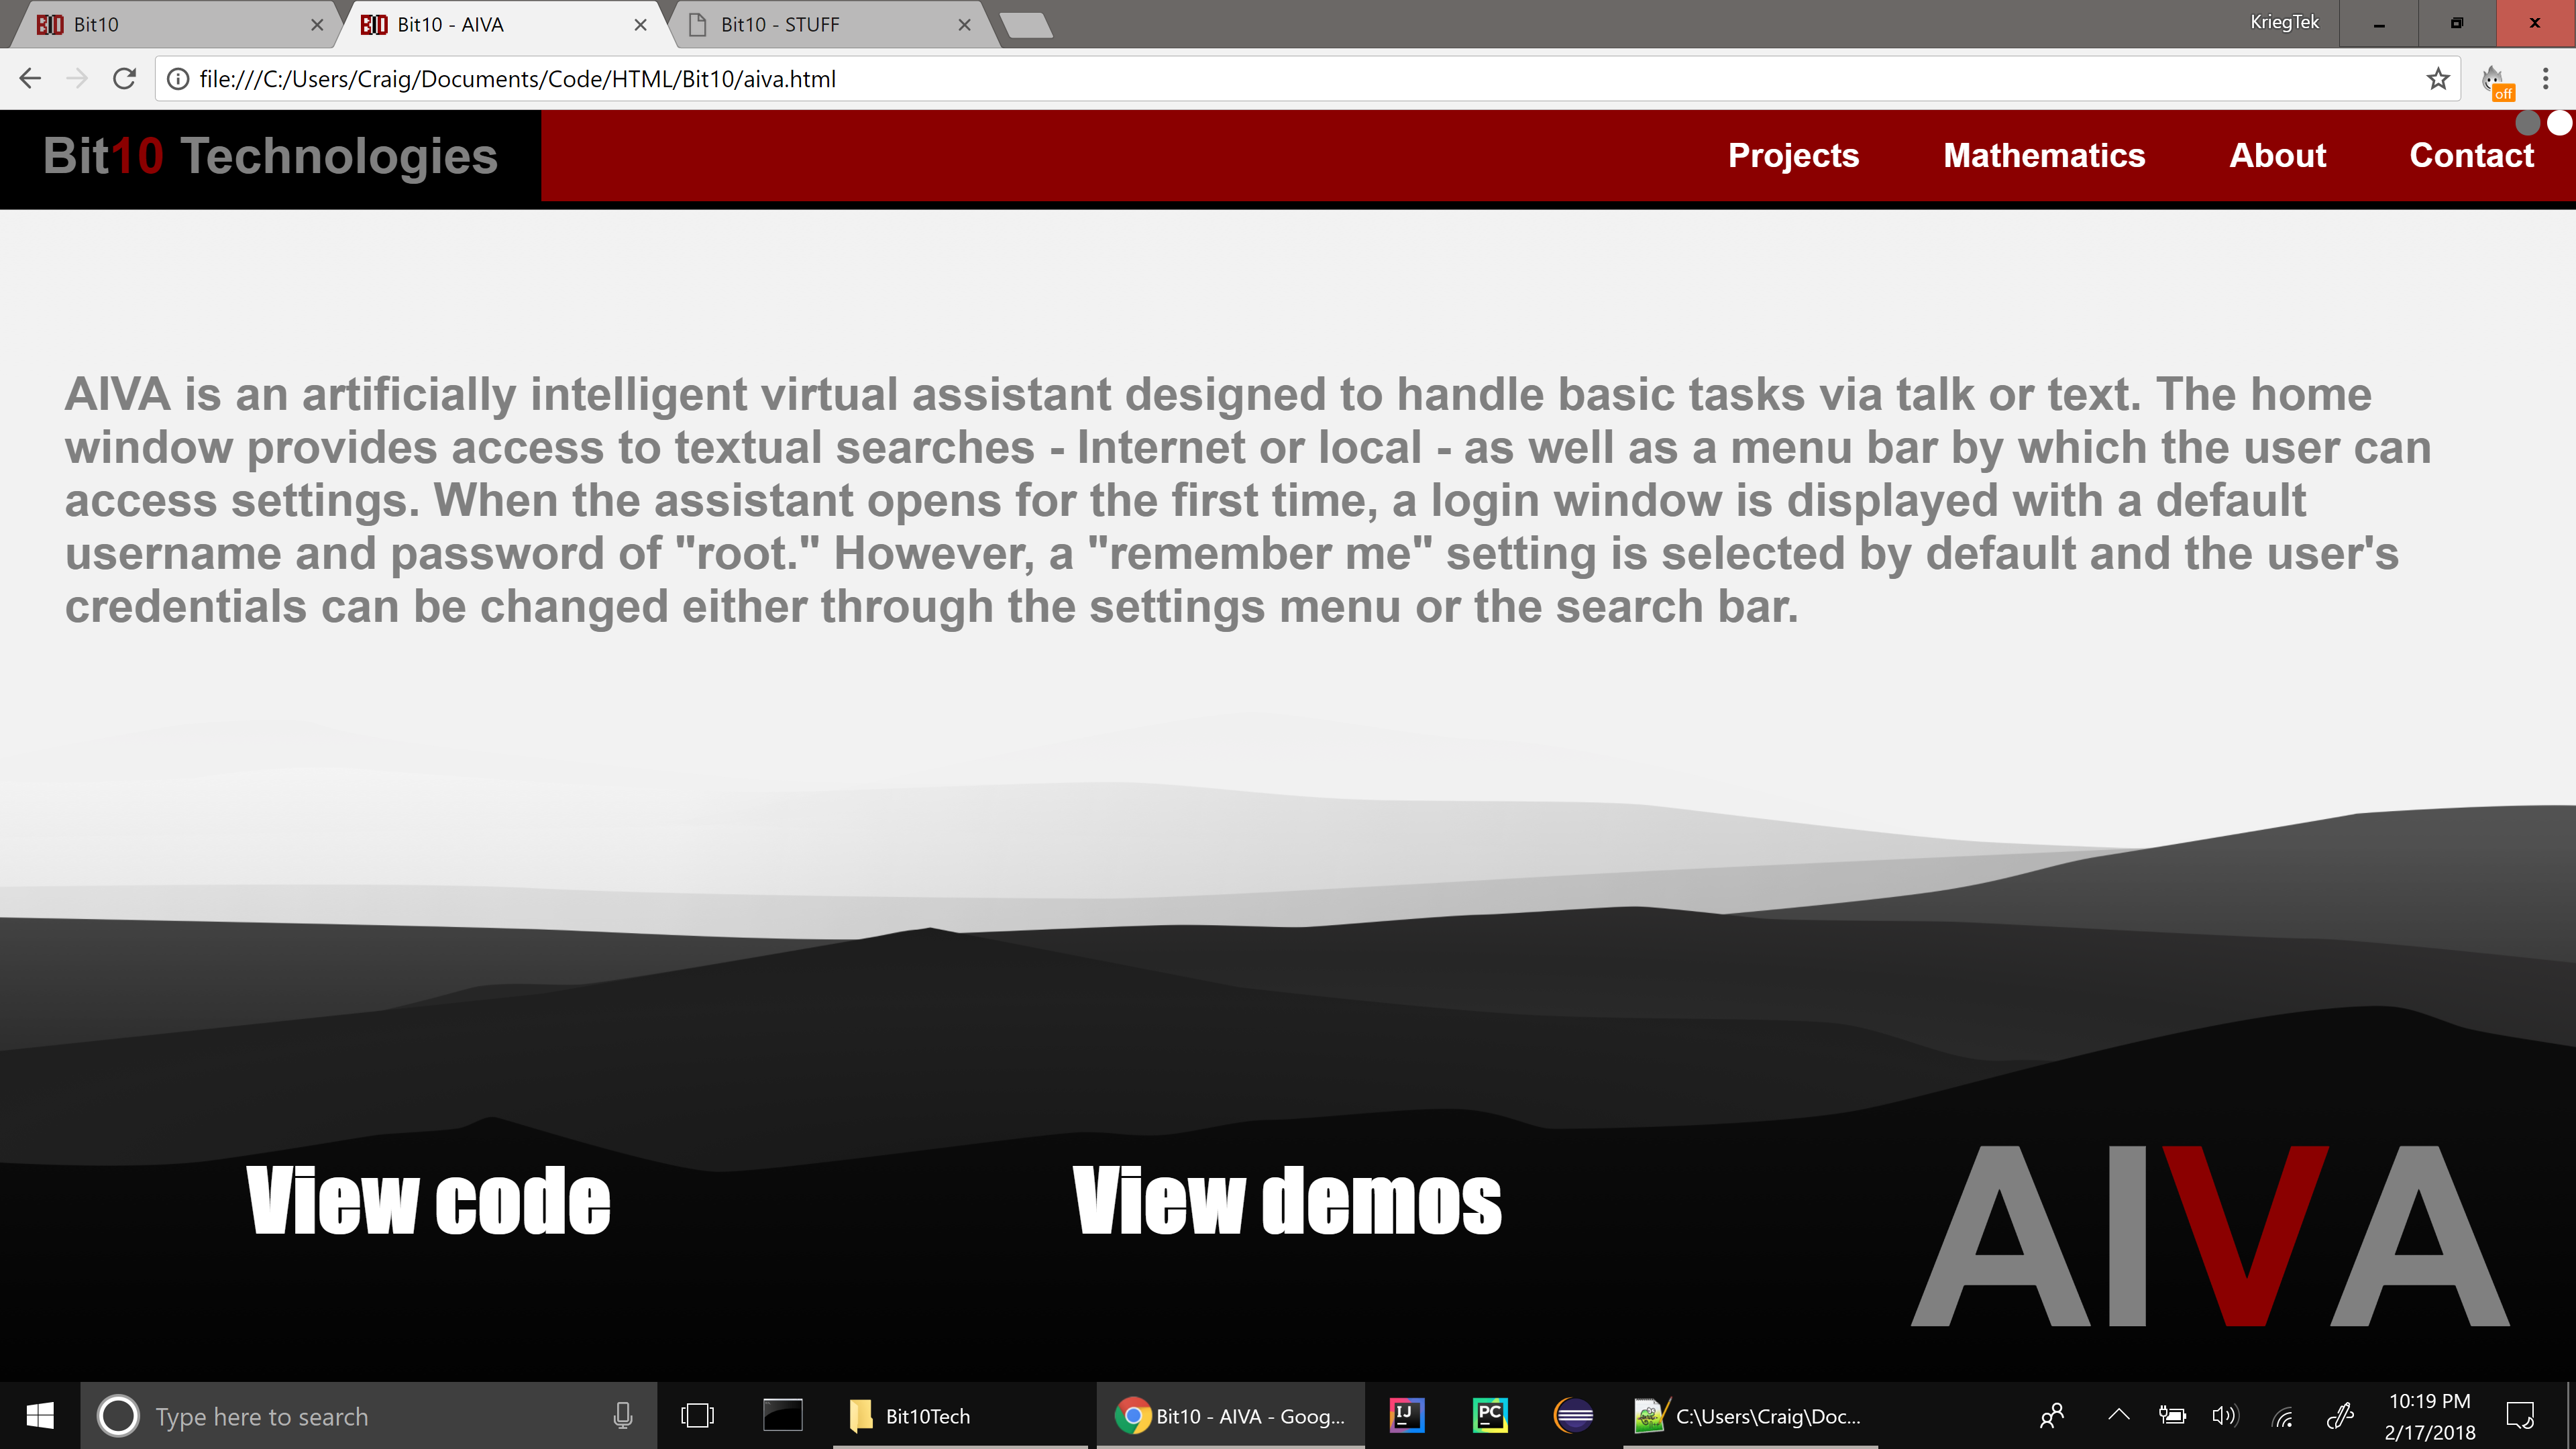 Bit10
Bit10 - AIVA
Bit10 - STUFF
KriegTek
file:///C:/Users/Craig/Documents/Code/HTML/Bit10/aiva.html
off
Bit10 Technologies
Projects
Mathematics
About
Contact
AIVA is an artificially intelligent virtual assistant designed to handle basic tasks via talk or text. The home
window provides access to textual searches - Internet or local - as well as a menu bar by which the user can
access settings. When the assistant opens for the first time, a login window is displayed with a default
username and password of "root." However, a "remember me" setting is selected by default and the user's
credentials can be changed either through the settings menu or the search bar.
View code
View demos
AIVA
Type here to search
Bit10Tech
Bit10 - AIVA - Goog...
IJ
PC
C:\Users\Craig\Doc...
10:19 PM
2/17/2018